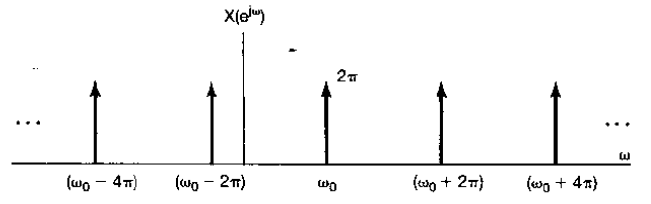 X(e^{jω})
2π
... ...
ω
(ω₀ − 4π) (ω₀ − 2π) ω₀ (ω₀ + 2π) (ω₀ + 4π)